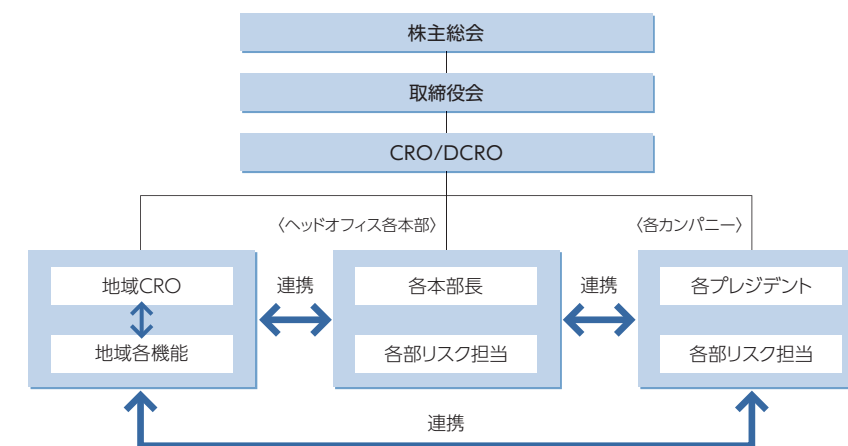 株主総会
取締役会
CRO/DCRO
〈ヘッドオフィス各本部〉
〈各カンパニー〉
地域CRO
連携
各本部長
連携
各プレジデント
地域各機能
各部リスク担当
各部リスク担当
連携